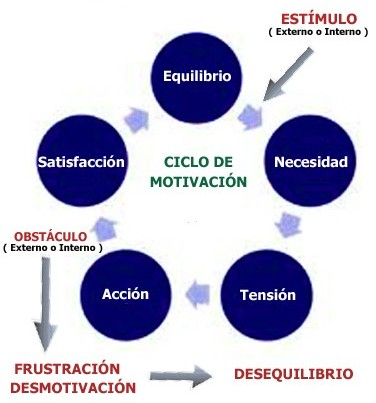 ESTÍMULO
( Externo o Interno )
Equilibrio
Satisfacción
CICLO DE
MOTIVACIÓN
Necesidad
OBSTÁCULO
( Externo o Interno )
Acción
Tensión
FRUSTRACIÓN
DESMOTIVACIÓN
DESEQUILIBRIO